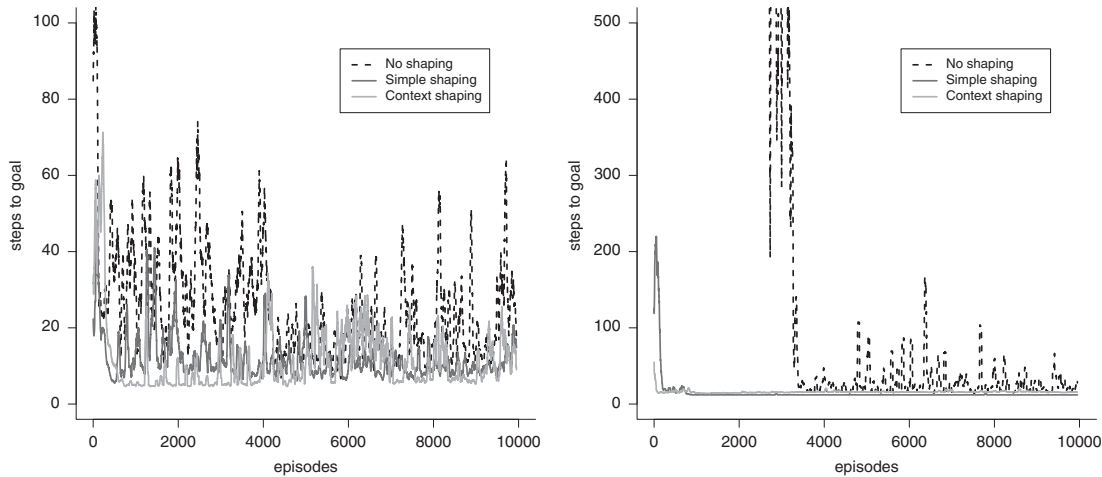 100
80
60
40
20
0
steps to goal
No shaping
Simple shaping
Context shaping
0 2000 4000 6000 8000 10000
episodes
500
400
300
200
100
0
steps to goal
No shaping
Simple shaping
Context shaping
0 2000 4000 6000 8000 10000
episodes